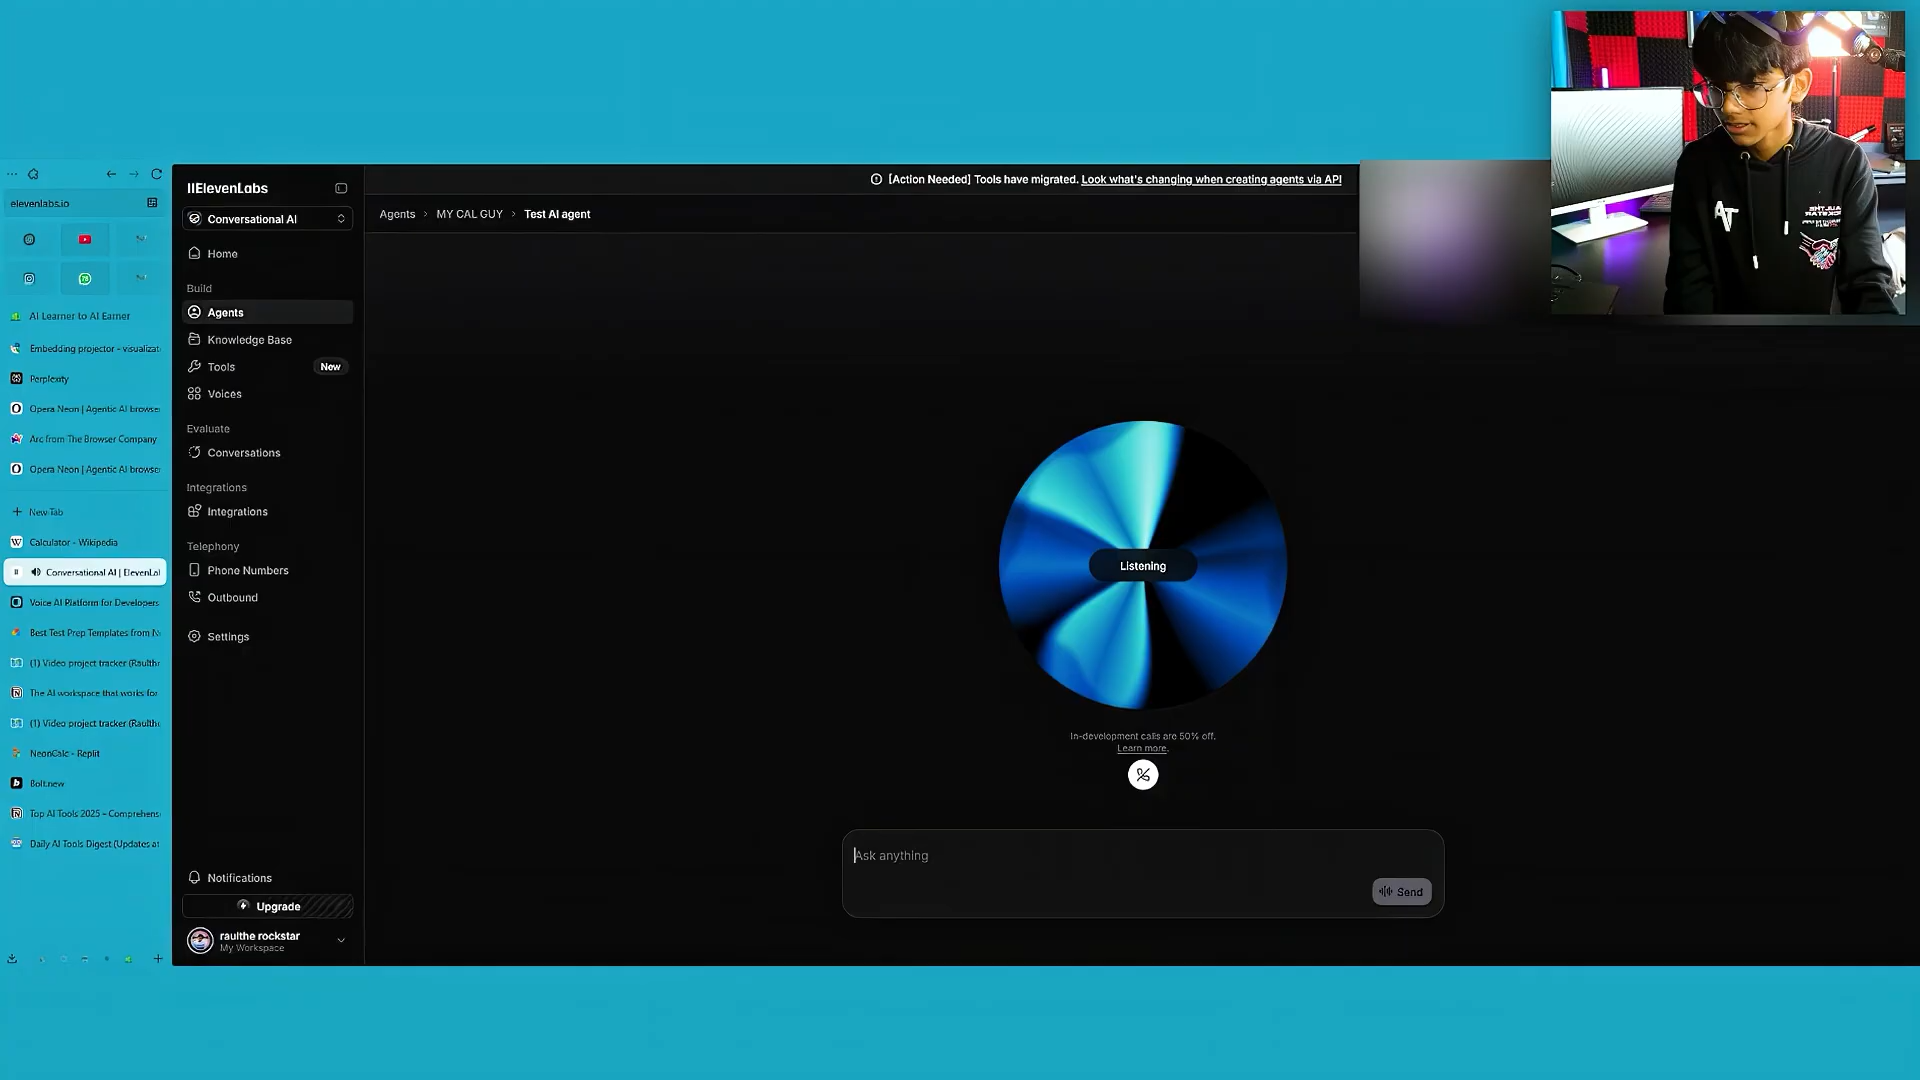 elevenlabs.io
AI Learner to AI Earner
Embedding projector - visualizat
Perplexity
Opera Neon | Agentic AI browse
Arc from The Browser Company
Opera Neon | Agentic AI browse
New Tab
Calculator - Wikipedia
Conversational AI | ElevenLa
Voice AI Platform for Developers
Best Test Prep Templates from N
(1) Video project tracker (Raulth
The AI workspace that works for
(1) Video project tracker (Raulth
NeonCalc - Replit
Bolt.new
Top AI Tools 2025 – Comprehens
Daily AI Tools Digest (Updates at
IIElevenLabs
Conversational AI
Home
Build
Agents
Knowledge Base
Tools New
Voices
Evaluate
Conversations
Integrations
Integrations
Telephony
Phone Numbers
Outbound
Settings
Notifications
Upgrade
raulthe rockstar
My Workspace
[Action Needed] Tools have migrated. Look what's changing when creating agents via API
Agents > MY CAL GUY > Test AI agent
Listening
In-development calls are 50% off.
Learn more.
Ask anything
Send